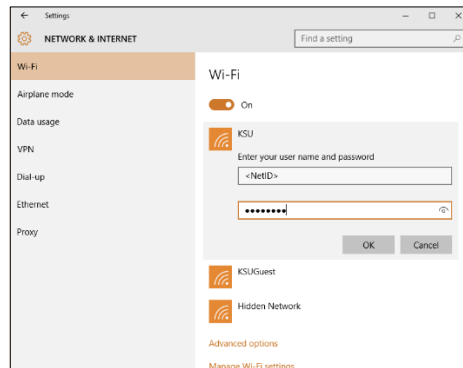 Settings
NETWORK & INTERNET
Find a setting
Wi-Fi
Airplane mode
Data usage
VPN
Dial-up
Ethernet
Proxy
Wi-Fi
On
KSU
Enter your user name and password
<NetID>
••••••••
OK Cancel
KSUGuest
Hidden Network
Advanced options
Manage Wi-Fi settings